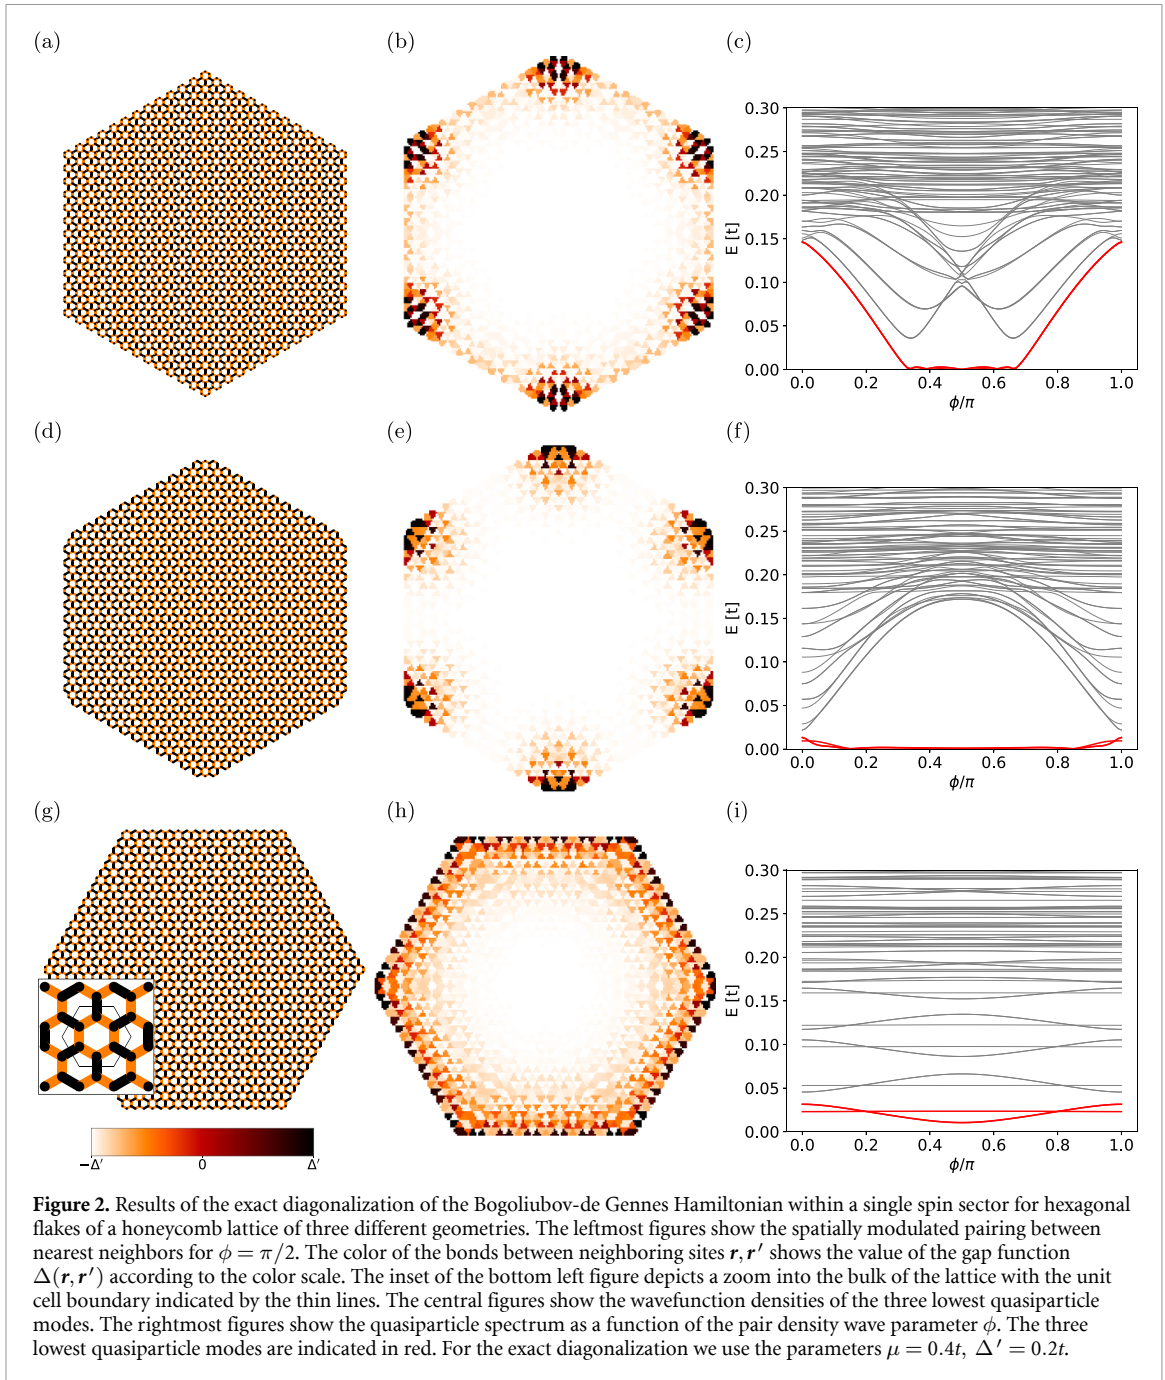 (a)
(b)
(c)
0.30
0.25
0.20
0.15
0.10
0.05
0.00
E [t]
0.0 0.2 0.4 0.6 0.8 1.0
ϕ/π
(d)
(e)
(f)
0.30
0.25
0.20
0.15
0.10
0.05
0.00
E [t]
0.0 0.2 0.4 0.6 0.8 1.0
ϕ/π
(g)
(h)
(i)
0.30
0.25
0.20
0.15
0.10
0.05
0.00
E [t]
0.0 0.2 0.4 0.6 0.8 1.0
ϕ/π
−Δ′ 0 Δ′
Figure 2. Results of the exact diagonalization of the Bogoliubov-de Gennes Hamiltonian within a single spin sector for hexagonal
flakes of a honeycomb lattice of three different geometries. The leftmost figures show the spatially modulated pairing between
nearest neighbors for ϕ = π/2. The color of the bonds between neighboring sites r, r′ shows the value of the gap function
Δ(r, r′) according to the color scale. The inset of the bottom left figure depicts a zoom into the bulk of the lattice with the unit
cell boundary indicated by the thin lines. The central figures show the wavefunction densities of the three lowest quasiparticle
modes. The rightmost figures show the quasiparticle spectrum as a function of the pair density wave parameter ϕ. The three
lowest quasiparticle modes are indicated in red. For the exact diagonalization we use the parameters μ = 0.4t, Δ′ = 0.2t.